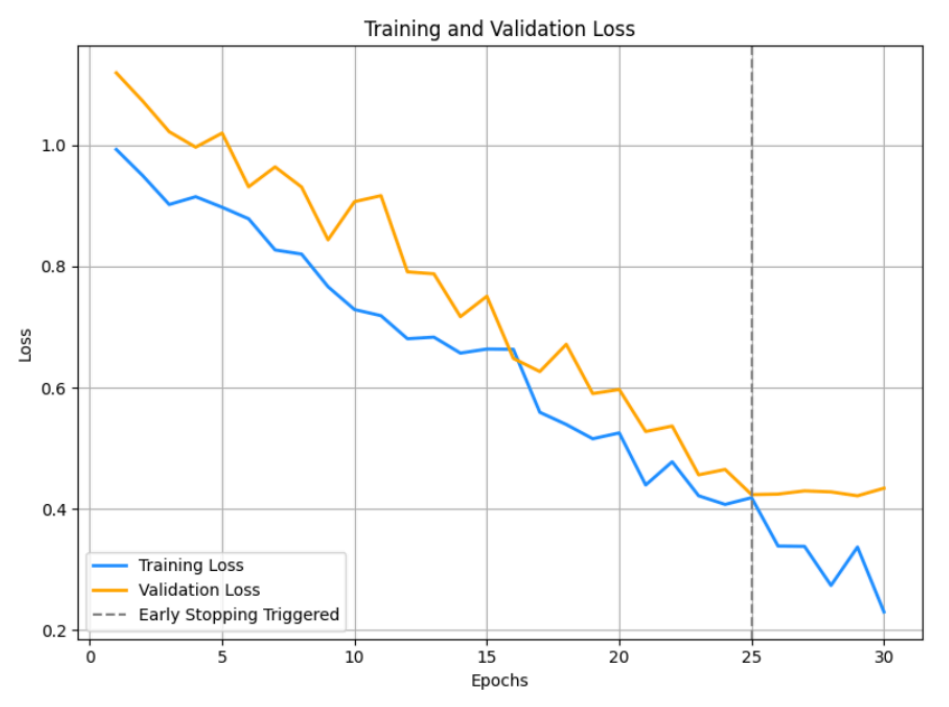 Training and Validation Loss
Loss
1.0
0.8
0.6
0.4
0.2
Training Loss
Validation Loss
Early Stopping Triggered
0 5 10 15 20 25 30
Epochs